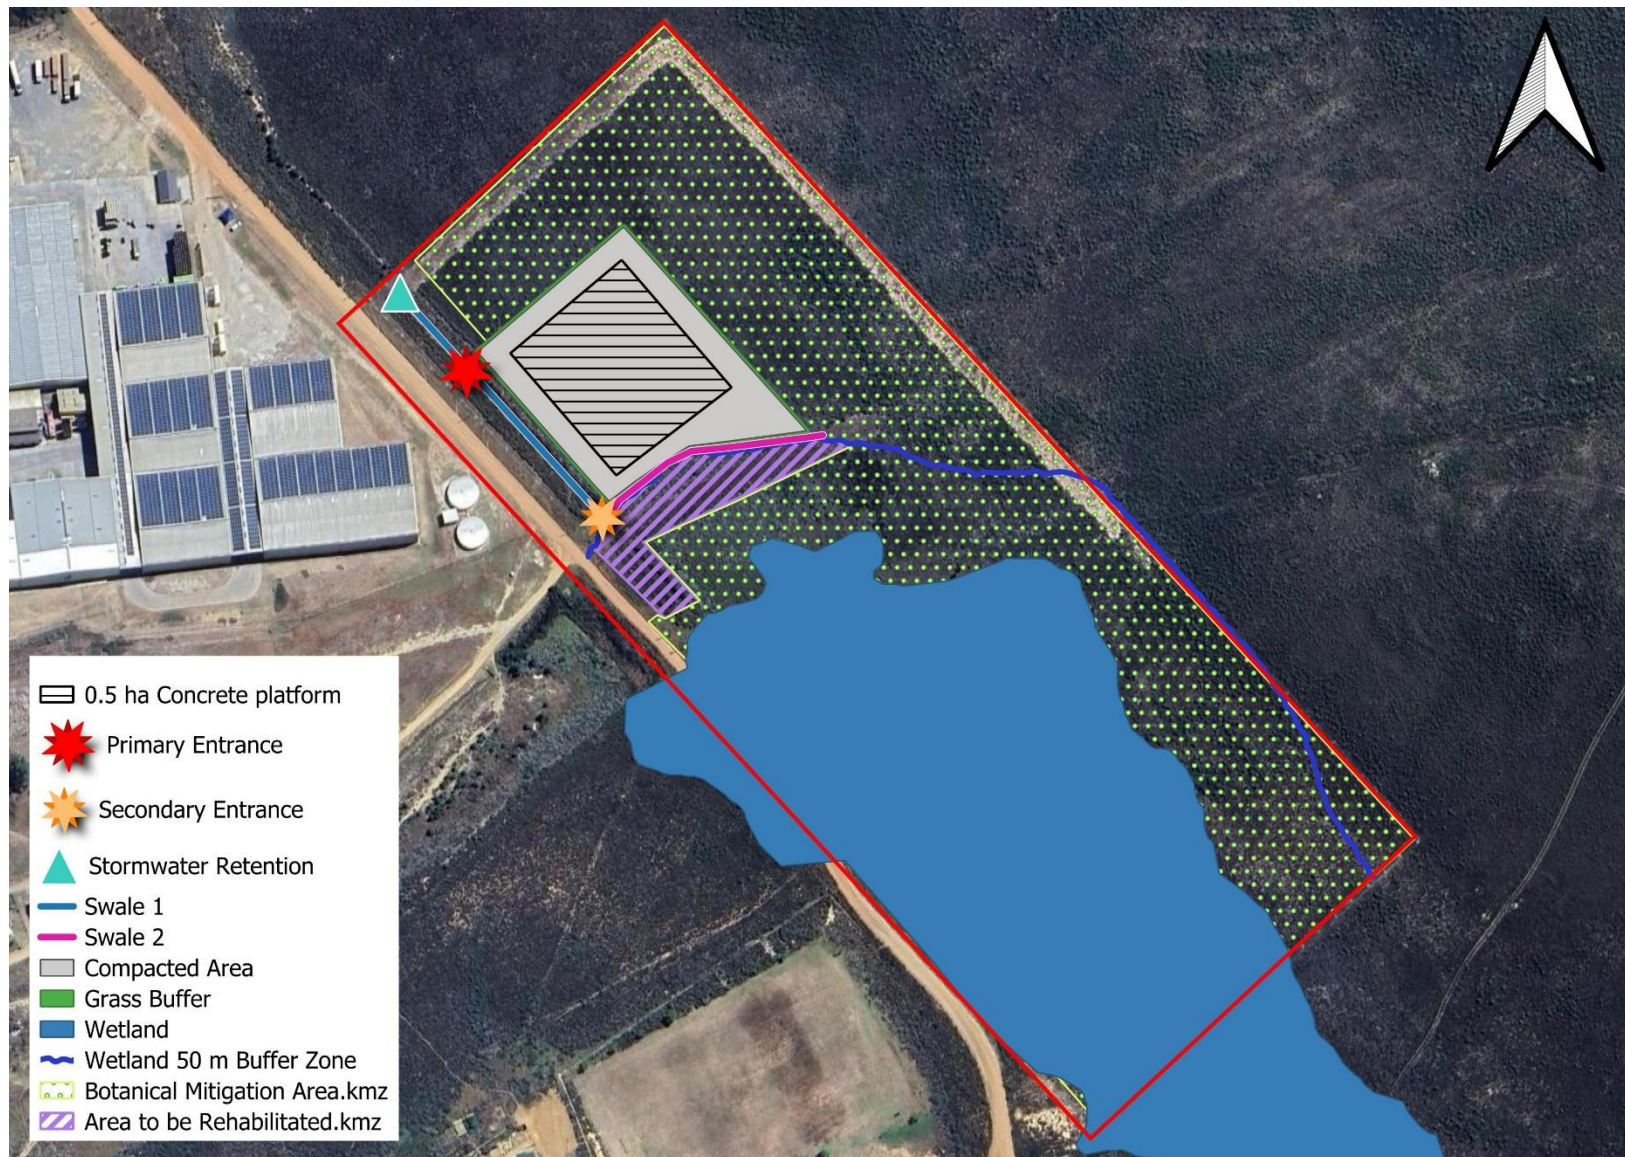 0.5 ha Concrete platform
Primary Entrance
Secondary Entrance
Stormwater Retention
Swale 1
Swale 2
Compacted Area
Grass Buffer
Wetland
Wetland 50 m Buffer Zone
Botanical Mitigation Area.kmz
Area to be Rehabilitated.kmz